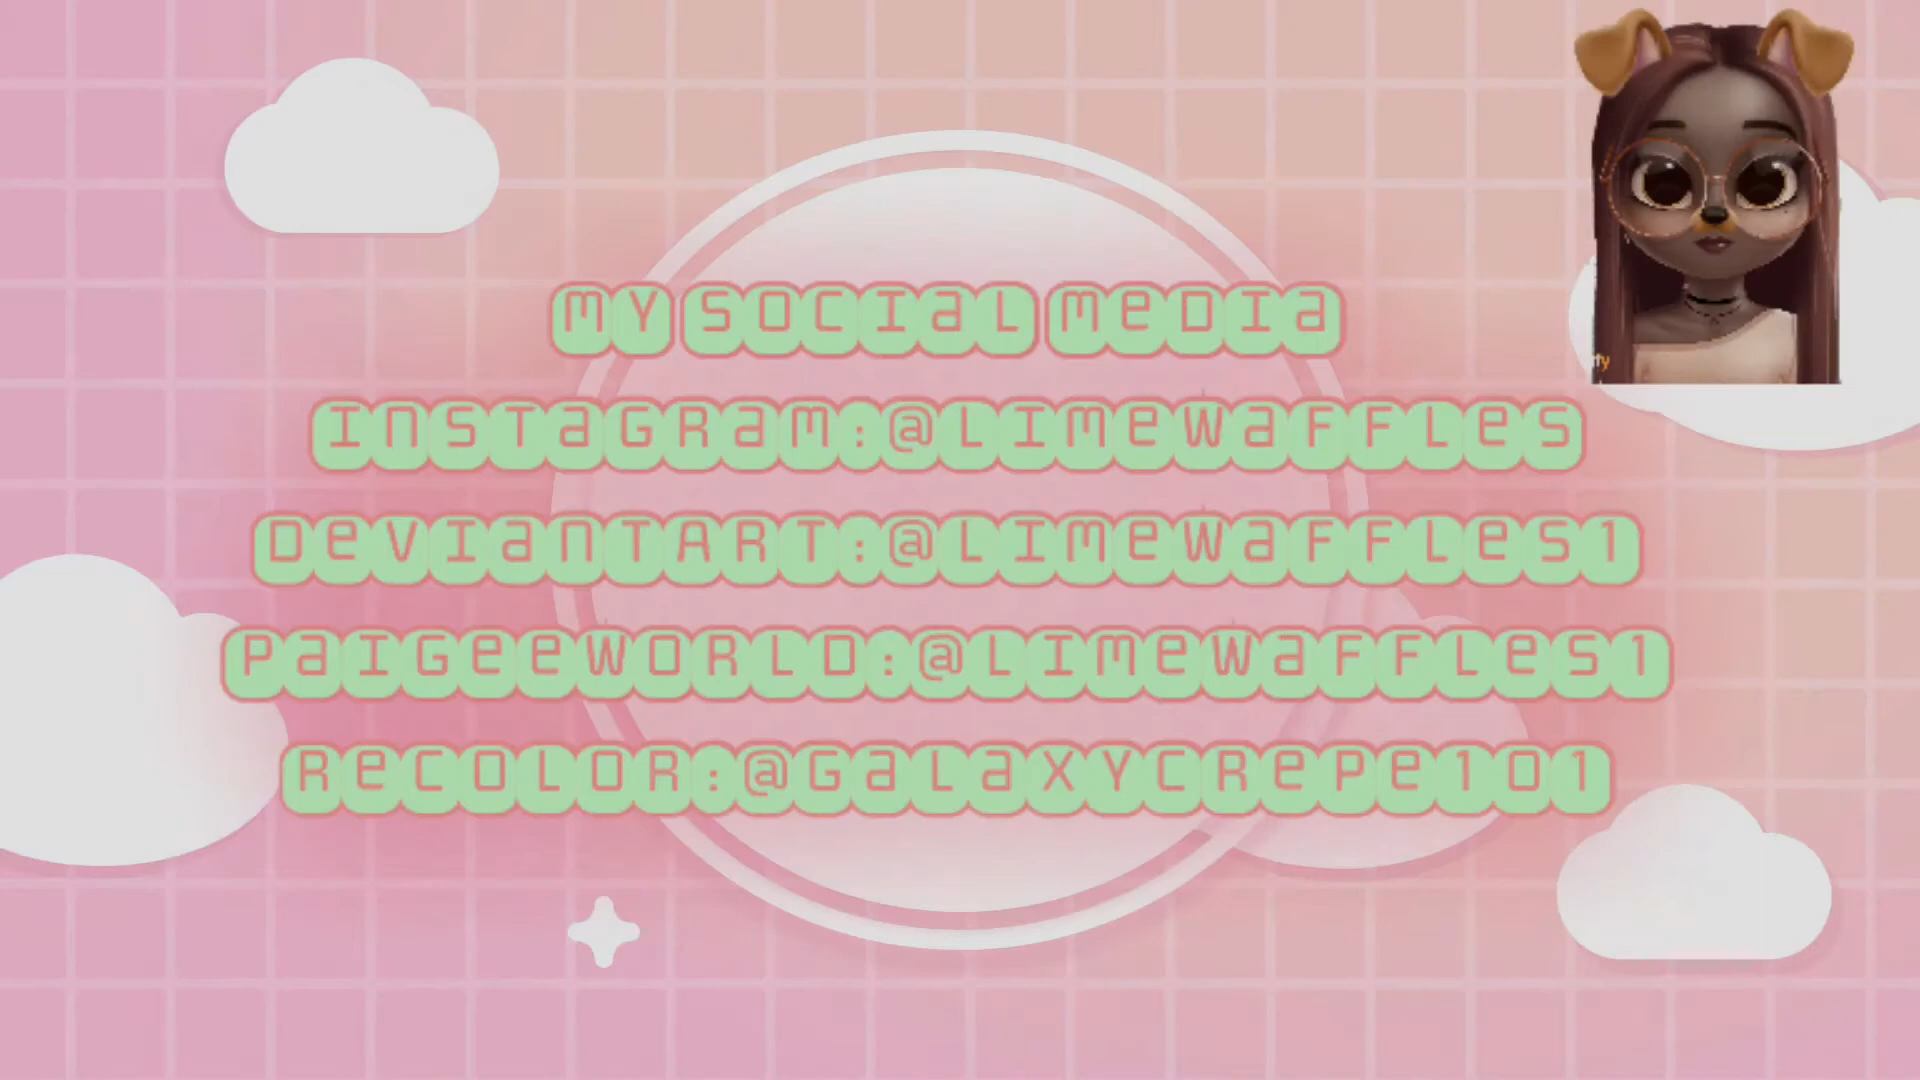 MY SOCIAL MEDIA
INSTAGRAM:@LIMEWAFFLES
DEVIANTART:@LIMEWAFFLES1
PAIGEEWORLD:@LIMEWAFFLES1
RECOLOR:@GALAXYCREPE101